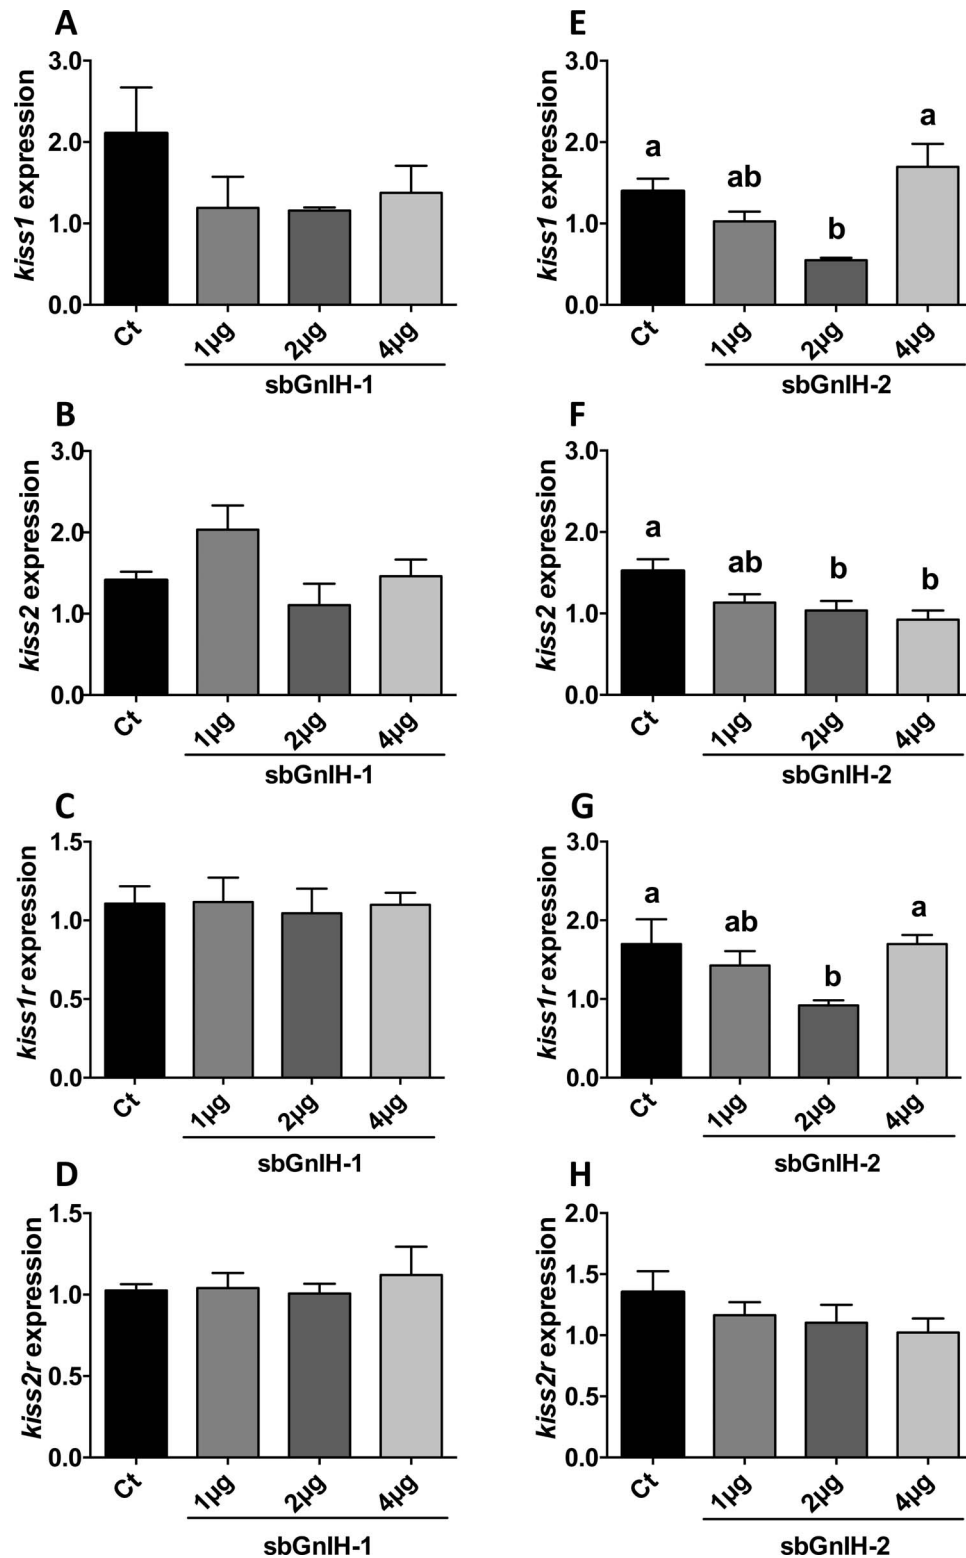 A
kiss1 expression
3.0
2.0
1.0
0.0
Ct
1µg
2µg
4µg
sbGnIH-1
E
kiss1 expression
3.0
2.0
1.0
0.0
a
ab
b
a
Ct
1µg
2µg
4µg
sbGnIH-2
B
kiss2 expression
3.0
2.0
1.0
0.0
Ct
1µg
2µg
4µg
sbGnIH-1
F
kiss2 expression
3.0
2.0
1.0
0.0
a
ab
b
b
Ct
1µg
2µg
4µg
sbGnIH-2
C
kiss1r expression
1.5
1.0
0.5
0.0
Ct
1µg
2µg
4µg
sbGnIH-1
G
kiss1r expression
3.0
2.0
1.0
0.0
a
ab
b
a
Ct
1µg
2µg
4µg
sbGnIH-2
D
kiss2r expression
1.5
1.0
0.5
0.0
Ct
1µg
2µg
4µg
sbGnIH-1
H
kiss2r expression
2.0
1.5
1.0
0.5
0.0
Ct
1µg
2µg
4µg
sbGnIH-2